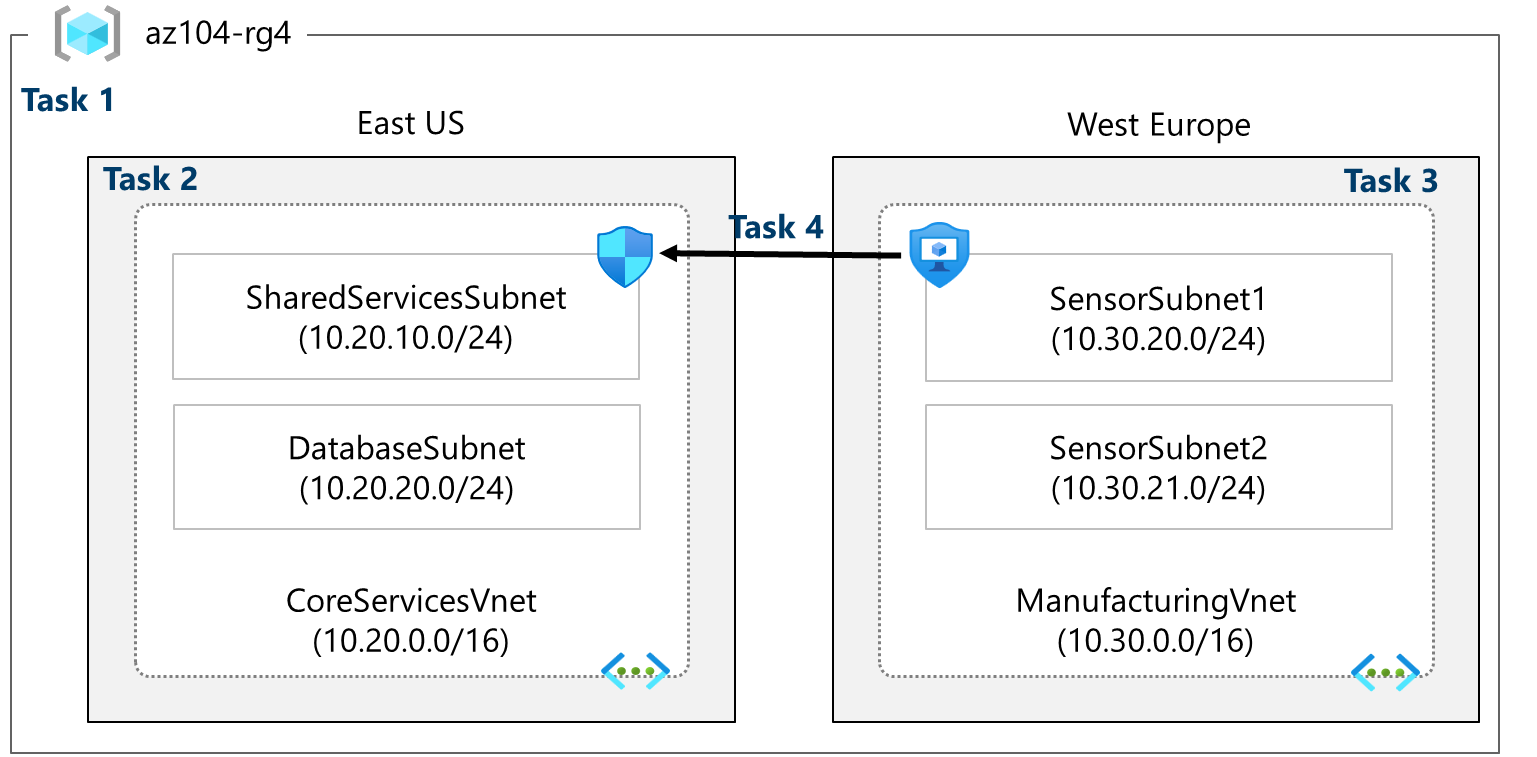 az104-rg4
Task 1
East US
West Europe
Task 2
Task 3
Task 4
SharedServicesSubnet
(10.20.10.0/24)
SensorSubnet1
(10.30.20.0/24)
DatabaseSubnet
(10.20.20.0/24)
SensorSubnet2
(10.30.21.0/24)
CoreServicesVnet
(10.20.0.0/16)
ManufacturingVnet
(10.30.0.0/16)